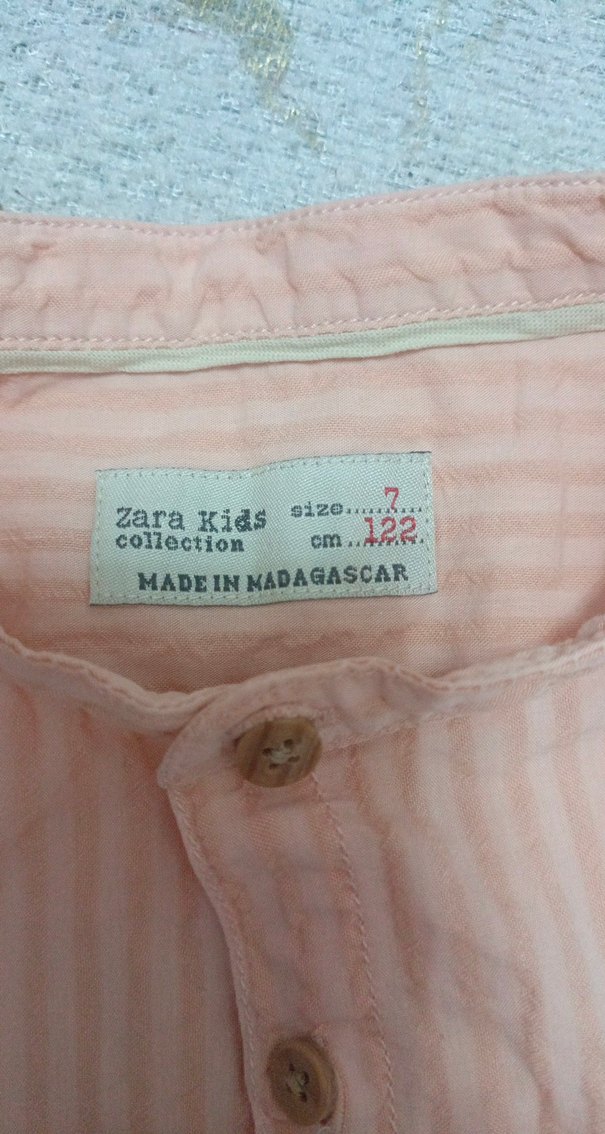 Zara Kids
collection
size......7....
cm ..122..
MADE IN MADAGASCAR